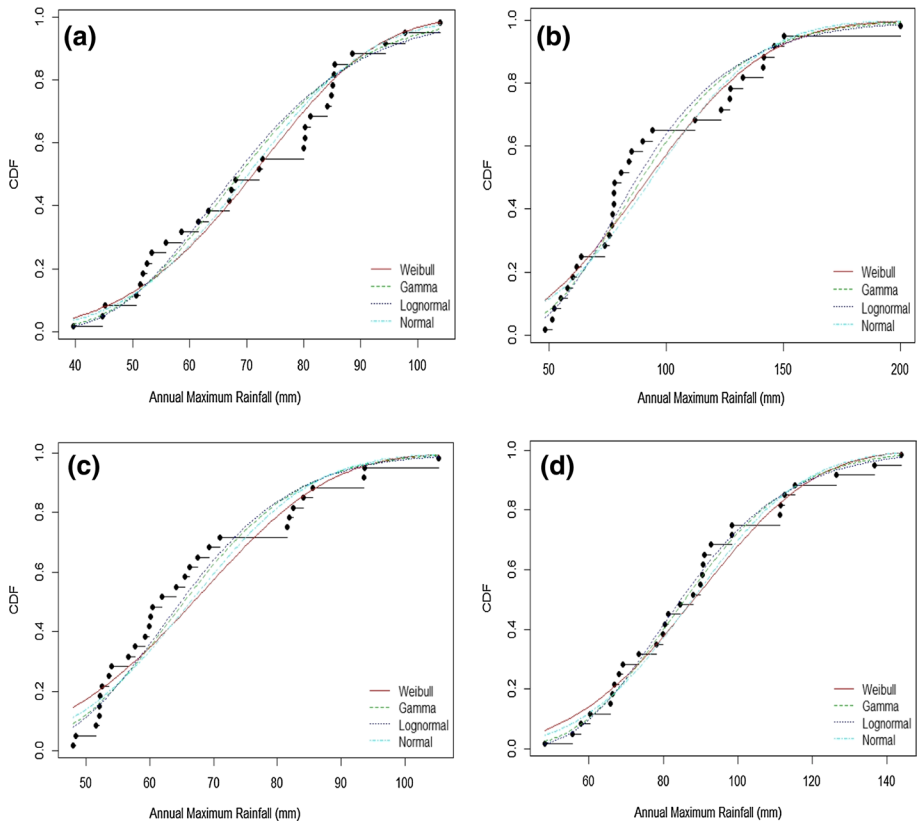 (a)
CDF
0.0
0.2
0.4
0.6
0.8
1.0
40 50 60 70 80 90 100
Annual Maximum Rainfall (mm)
Weibull
Gamma
Lognormal
Normal
(b)
CDF
0.0
0.2
0.4
0.6
0.8
1.0
50 100 150 200
Annual Maximum Rainfall (mm)
Weibull
Gamma
Lognormal
Normal
(c)
CDF
0.0
0.2
0.4
0.6
0.8
1.0
50 60 70 80 90 100
Annual Maximum Rainfall (mm)
Weibull
Gamma
Lognormal
Normal
(d)
CDF
0.0
0.2
0.4
0.6
0.8
1.0
60 80 100 120 140
Annual Maximum Rainfall (mm)
Weibull
Gamma
Lognormal
Normal